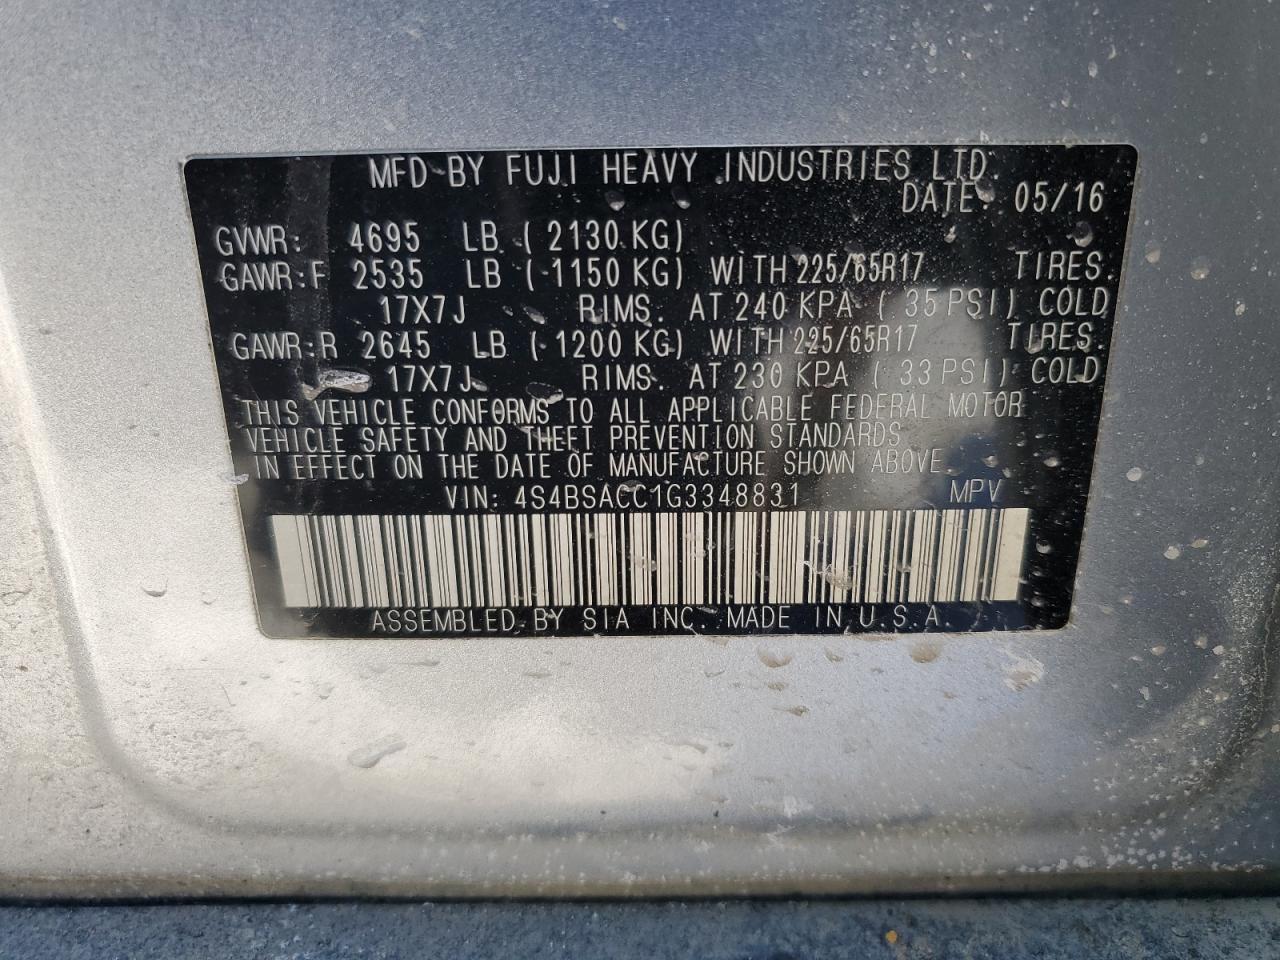 MFD BY FUJI HEAVY INDUSTRIES LTD.
DATE: 05/16
GVWR: 4695 LB ( 2130 KG)
GAWR:F 2535 LB ( 1150 KG) WITH 225/65R17 TIRES.
17X7J RIMS. AT 240 KPA ( 35 PSI) COLD
GAWR:R 2645 LB ( 1200 KG) WITH 225/65R17 TIRES.
17X7J RIMS. AT 230 KPA ( 33 PSI) COLD
THIS VEHICLE CONFORMS TO ALL APPLICABLE FEDERAL MOTOR
VEHICLE SAFETY AND THEFT PREVENTION STANDARDS
IN EFFECT ON THE DATE OF MANUFACTURE SHOWN ABOVE.
VIN: 4S4BSACC1G3348831 MPV
ASSEMBLED BY SIA INC. MADE IN U.S.A.